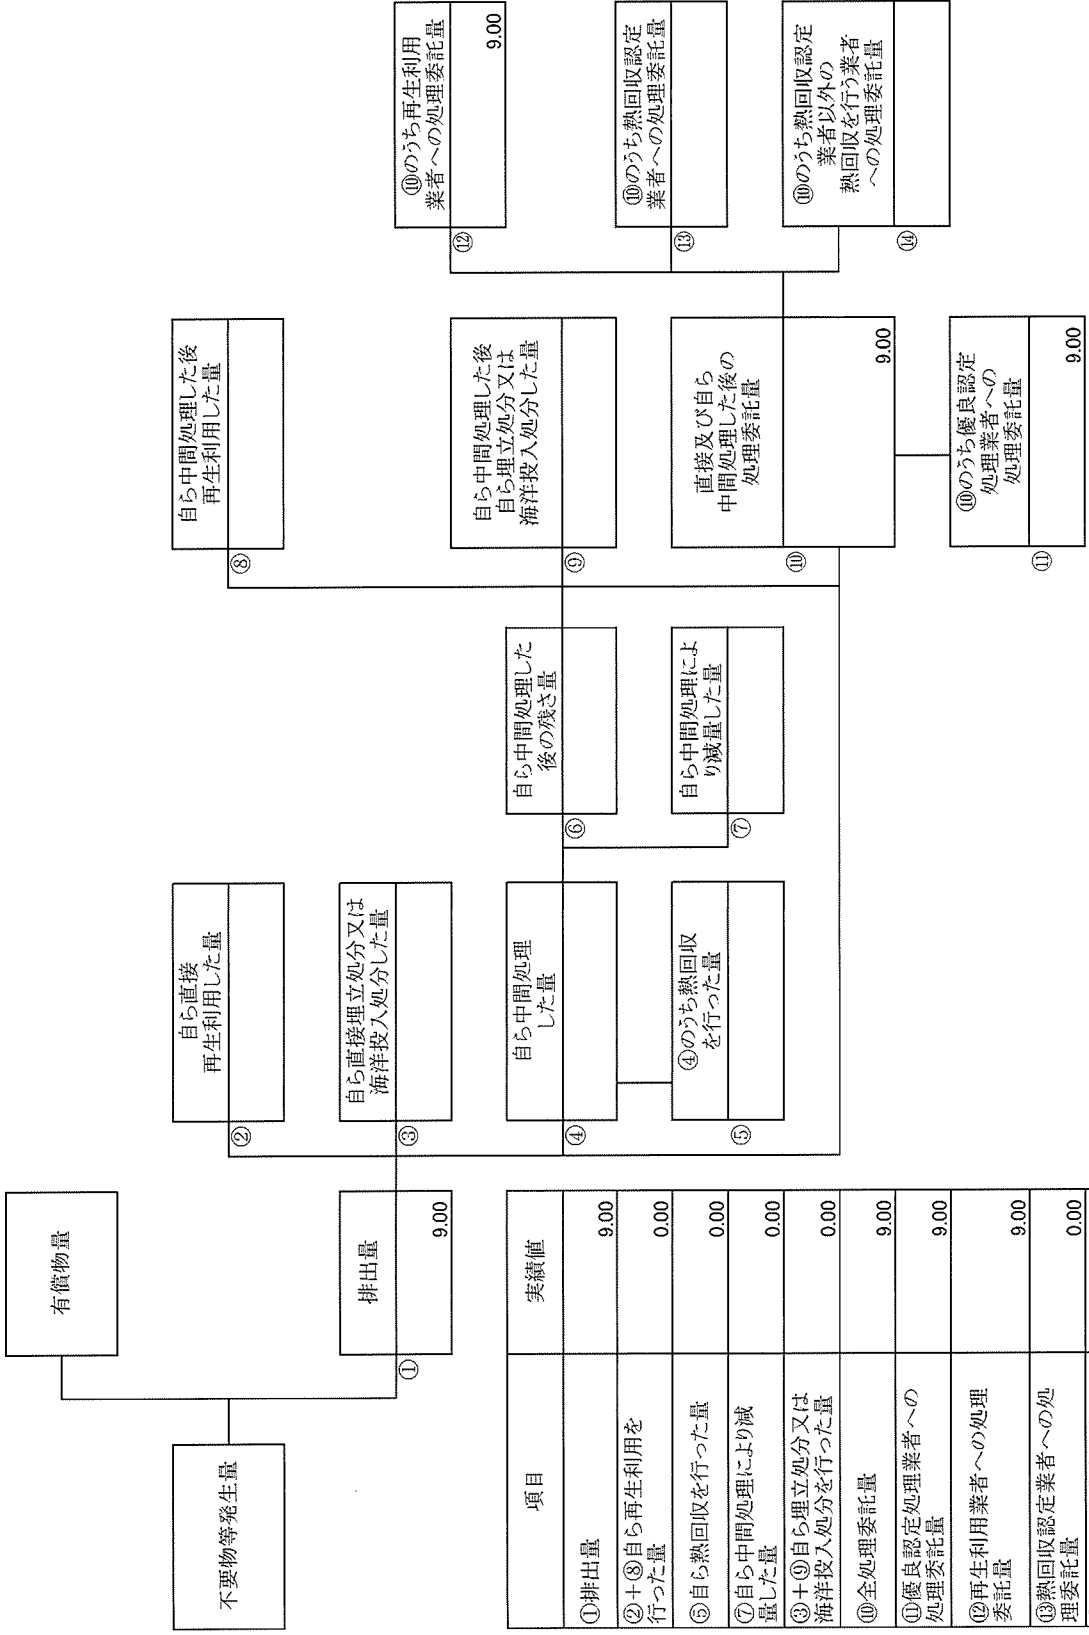 不要物等発生量
有償物量
排出量
①
9.00
自ら直接
再生利用した量
②
自ら直接埋立処分又は
海洋投入処分した量
③
自ら中間処理
した量
④
④のうち熱回収
を行った量
⑤
自ら中間処理した
後の残さ量
⑥
自ら中間処理によ
り減量した量
⑦
自ら中間処理した後
再生利用した量
⑧
自ら中間処理した後
自ら埋立処分又は
海洋投入処分した量
⑨
直接及び自ら
中間処理した後の
処理委託量
⑩
9.00
⑩のうち優良認定
処理業者への
処理委託量
⑪
9.00
⑩のうち再生利用
業者への処理委託量
⑫
9.00
⑩のうち熱回収認定
業者への処理委託量
⑬
⑩のうち熱回収認定
業者以外の
熱回収を行う業者
への処理委託量
⑭
項目 実績値
①排出量 9.00
②+⑧自ら再生利用を
行った量 0.00
⑤自ら熱回収を行った量 0.00
⑦自ら中間処理により減
量した量 0.00
③+⑨自ら埋立処分又は
海洋投入処分を行った量 0.00
⑩全処理委託量 9.00
⑪優良認定処理業者への
処理委託量 9.00
⑫再生利用業者への処理
委託量 9.00
⑬熱回収認定業者への処
理委託量 0.00